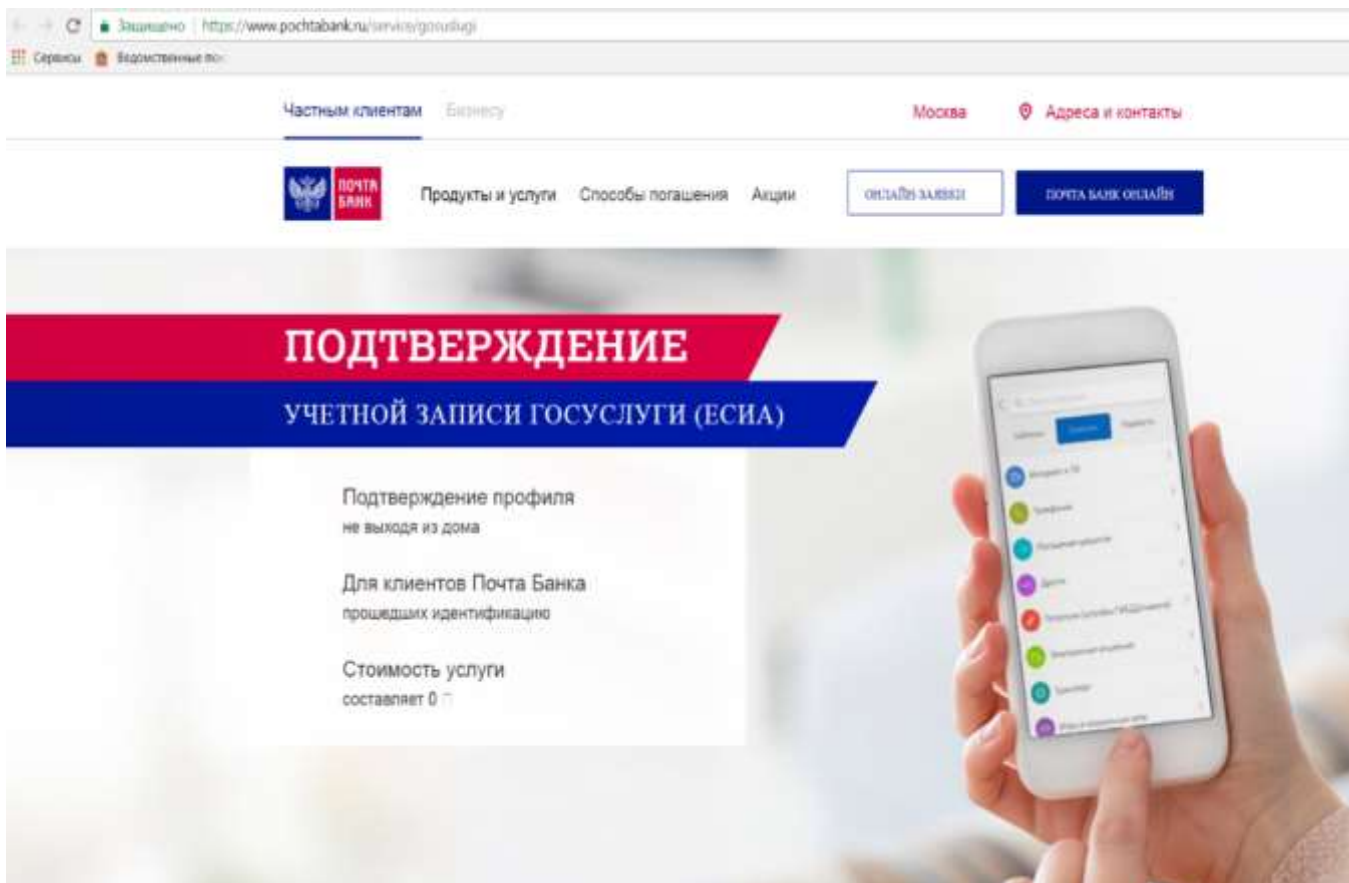 Защищено | https://www.pochtabank.ru/service/gosuslugi
Сервисы
Частным клиентам Бизнесу Москва Адреса и контакты
ПОЧТА БАНК Продукты и услуги Способы погашения Акции ОНЛАЙН ЗАЯВКИ ПОЧТА БАНК ОНЛАЙН
ПОДТВЕРЖДЕНИЕ
УЧЕТНОЙ ЗАПИСИ ГОСУСЛУГИ (ЕСИА)
Подтверждение профиля
не выходя из дома
Для клиентов Почта Банка
прошедших идентификацию
Стоимость услуги
составляет 0